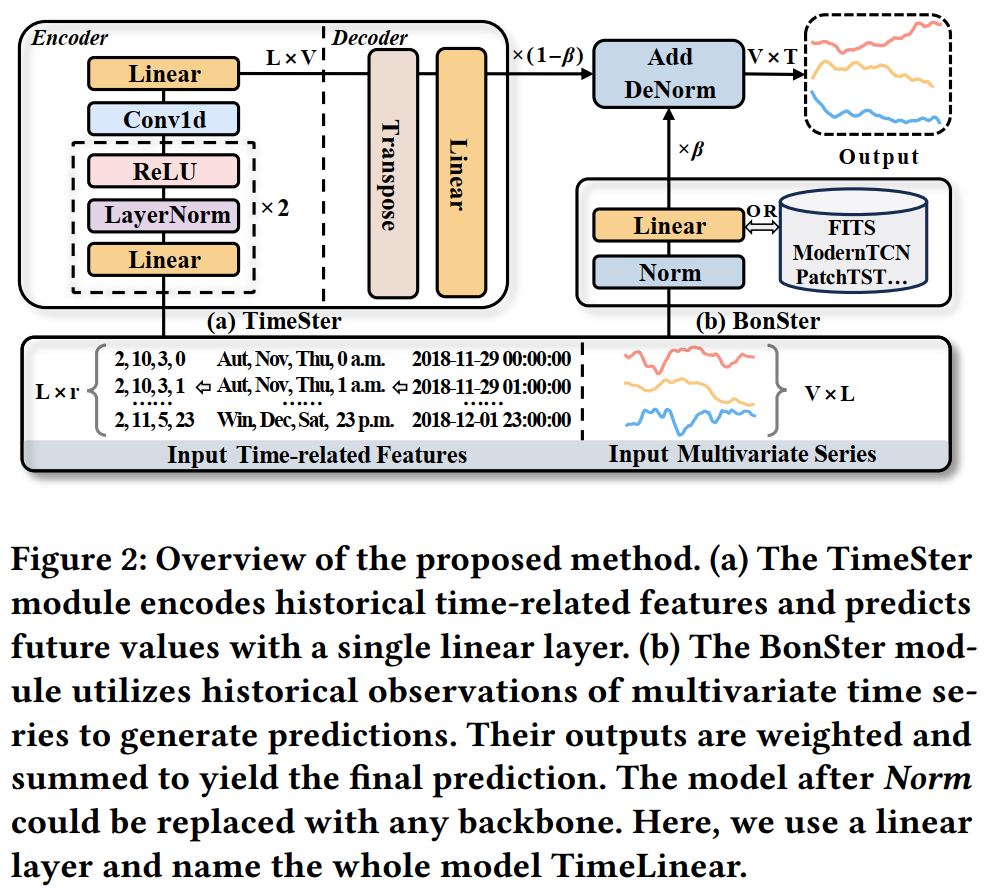 Encoder
Decoder
Linear
L×V
×(1−β)
Add
DeNorm
V×T
Conv1d
ReLU
LayerNorm
Linear
×2
Transpose
Linear
×β
Output
Linear
Norm
OR
FITS
ModernTCN
PatchTST...
(a) TimeSter
(b) BonSter
L×r
2, 10, 3, 0 Aut, Nov, Thu, 0 a.m. 2018-11-29 00:00:00
2, 10, 3, 1 ⇦ Aut, Nov, Thu, 1 a.m. ← 2018-11-29 01:00:00
...... ...... ......
2, 11, 5, 23 Win, Dec, Sat, 23 p.m. 2018-12-01 23:00:00
V×L
Input Time-related Features
Input Multivariate Series
Figure 2: Overview of the proposed method. (a) The TimeSter
module encodes historical time-related features and predicts
future values with a single linear layer. (b) The BonSter mod-
ule utilizes historical observations of multivariate time se-
ries to generate predictions. Their outputs are weighted and
summed to yield the final prediction. The model after Norm
could be replaced with any backbone. Here, we use a linear
layer and name the whole model TimeLinear.